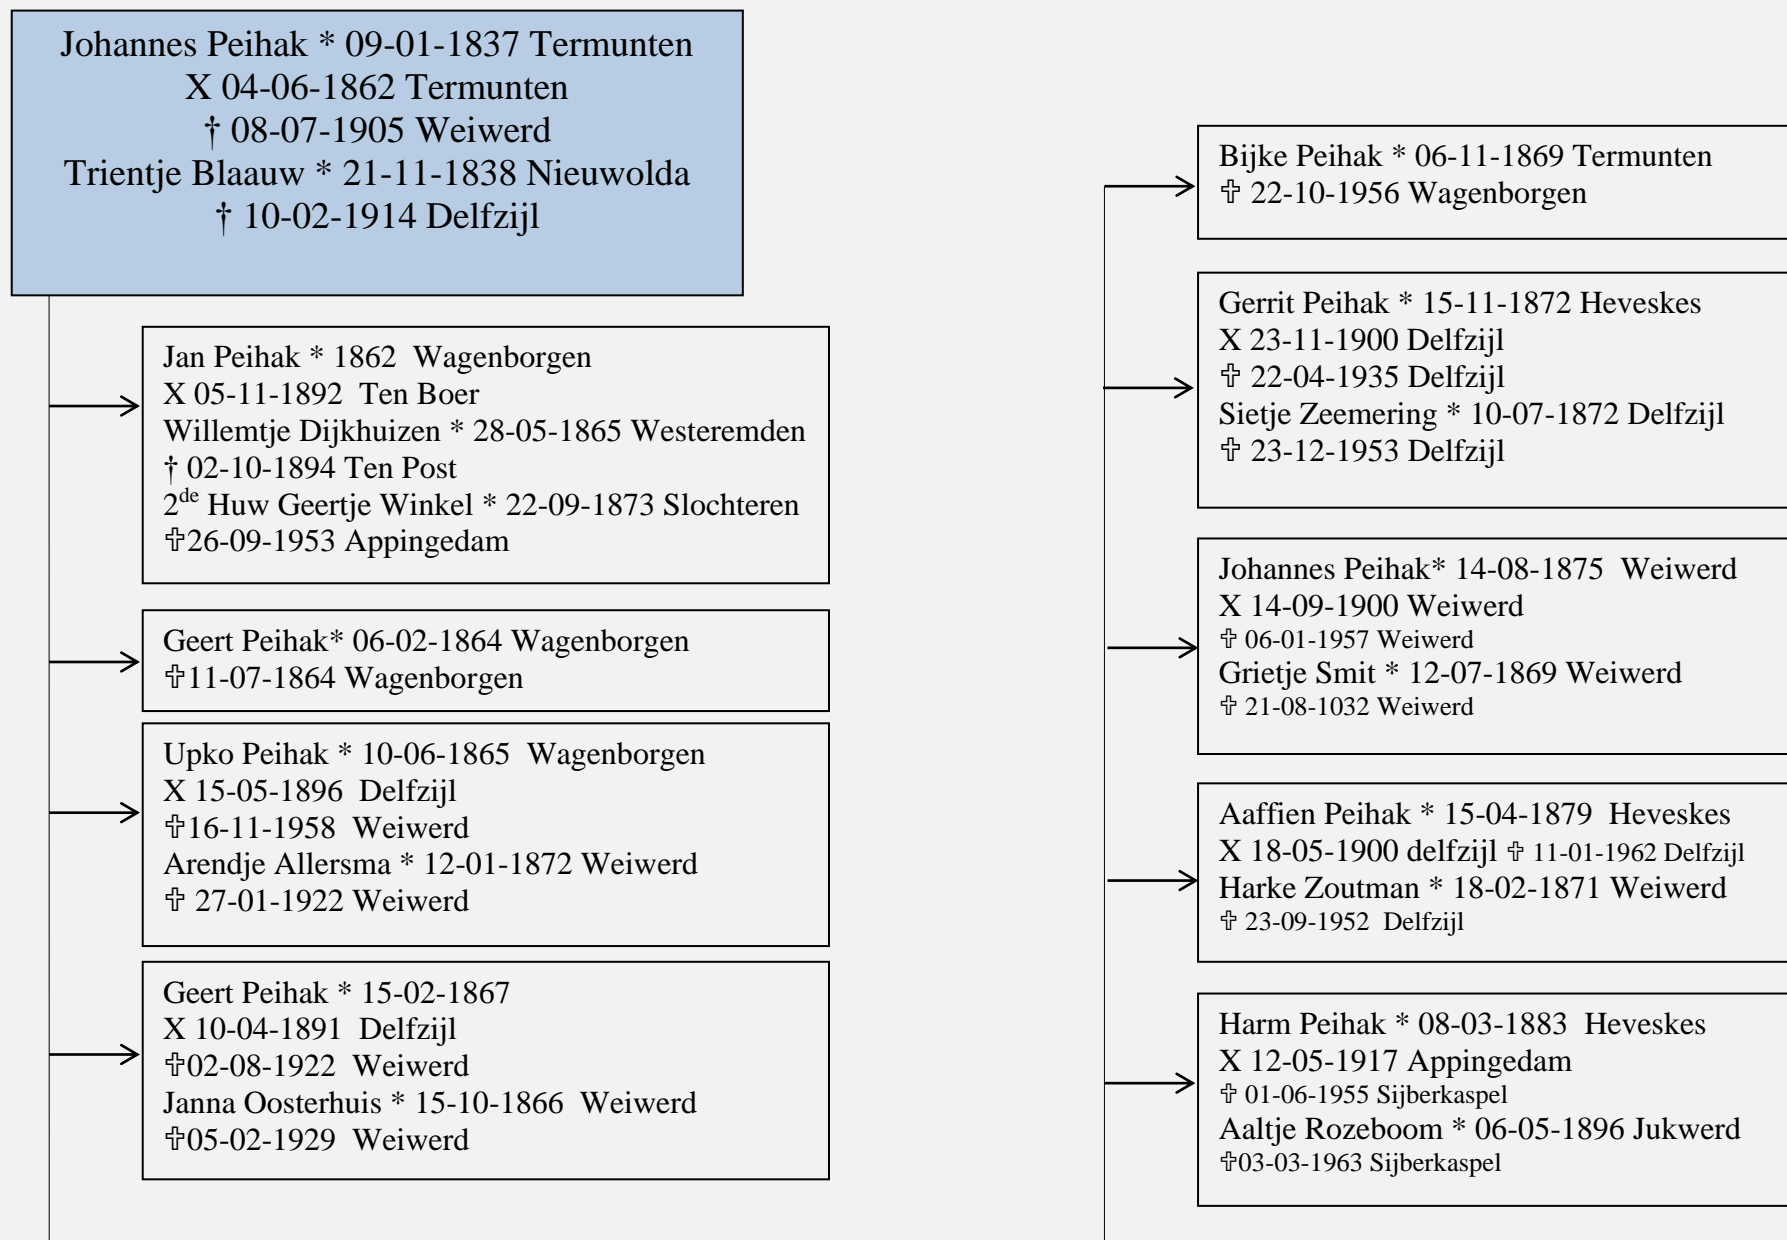 Johannes Peihak * 09-01-1837 Termunten
X 04-06-1862 Termunten
† 08-07-1905 Weiwerd
Trientje Blaauw * 21-11-1838 Nieuwolda
† 10-02-1914 Delfzijl
Jan Peihak * 1862  Wagenborgen
X 05-11-1892  Ten Boer
Willemtje Dijkhuizen * 28-05-1865 Westeremden
† 02-10-1894 Ten Post
2de Huw Geertje Winkel * 22-09-1873 Slochteren
✞26-09-1953 Appingedam
Geert Peihak* 06-02-1864 Wagenborgen
✞11-07-1864 Wagenborgen
Upko Peihak * 10-06-1865  Wagenborgen
X 15-05-1896  Delfzijl
✞16-11-1958  Weiwerd
Arendje Allersma * 12-01-1872 Weiwerd
✞ 27-01-1922 Weiwerd
Geert Peihak * 15-02-1867
X 10-04-1891  Delfzijl
✞02-08-1922  Weiwerd
Janna Oosterhuis * 15-10-1866  Weiwerd
✞05-02-1929  Weiwerd
Bijke Peihak * 06-11-1869 Termunten
✞ 22-10-1956 Wagenborgen
Gerrit Peihak * 15-11-1872 Heveskes
X 23-11-1900 Delfzijl
✞ 22-04-1935 Delfzijl
Sietje Zeemering * 10-07-1872 Delfzijl
✞ 23-12-1953 Delfzijl
Johannes Peihak* 14-08-1875  Weiwerd
X 14-09-1900 Weiwerd
✞ 06-01-1957 Weiwerd
Grietje Smit * 12-07-1869 Weiwerd
✞ 21-08-1032 Weiwerd
Aaffien Peihak * 15-04-1879  Heveskes
X 18-05-1900 delfzijl ✞ 11-01-1962 Delfzijl
Harke Zoutman * 18-02-1871 Weiwerd
✞ 23-09-1952  Delfzijl
Harm Peihak * 08-03-1883  Heveskes
X 12-05-1917 Appingedam
✞ 01-06-1955 Sijberkaspel
Aaltje Rozeboom * 06-05-1896 Jukwerd
✞03-03-1963 Sijberkaspel